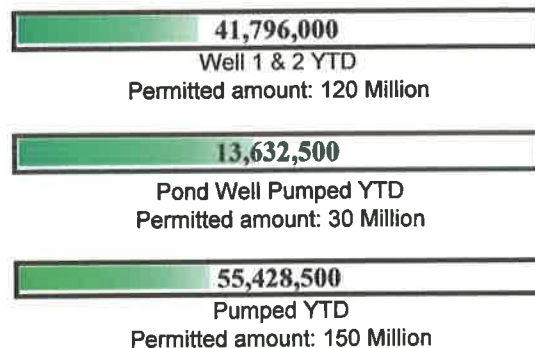 41,796,000
Well 1 & 2 YTD
Permitted amount: 120 Million
13,632,500
Pond Well Pumped YTD
Permitted amount: 30 Million
55,428,500
Pumped YTD
Permitted amount: 150 Million